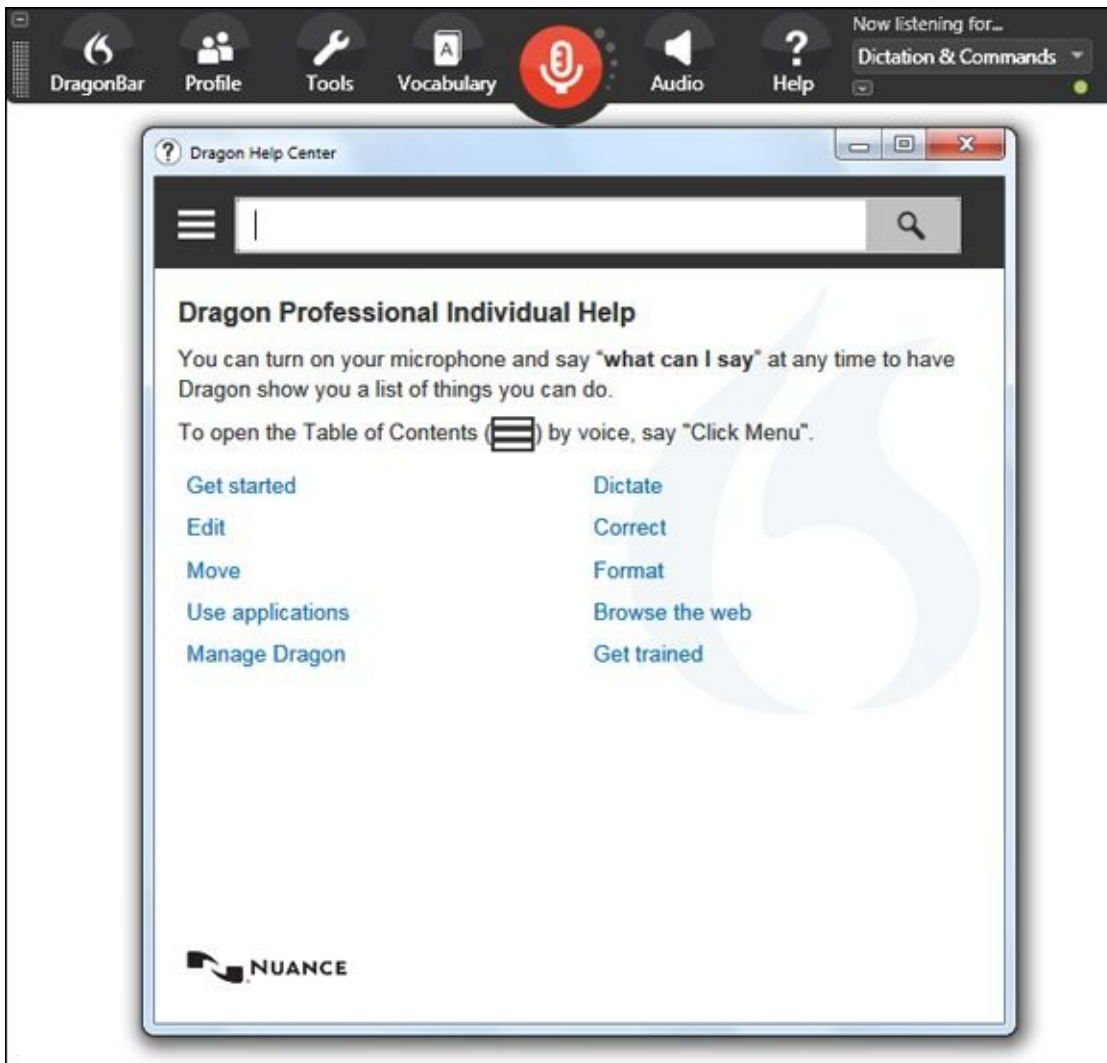 Now listening for...
DragonBar Profile Tools Vocabulary Audio Help Dictation & Commands
Dragon Help Center
Dragon Professional Individual Help
You can turn on your microphone and say "what can I say" at any time to have
Dragon show you a list of things you can do.
To open the Table of Contents ( ) by voice, say "Click Menu".
Get started Dictate
Edit Correct
Move Format
Use applications Browse the web
Manage Dragon Get trained
NUANCE